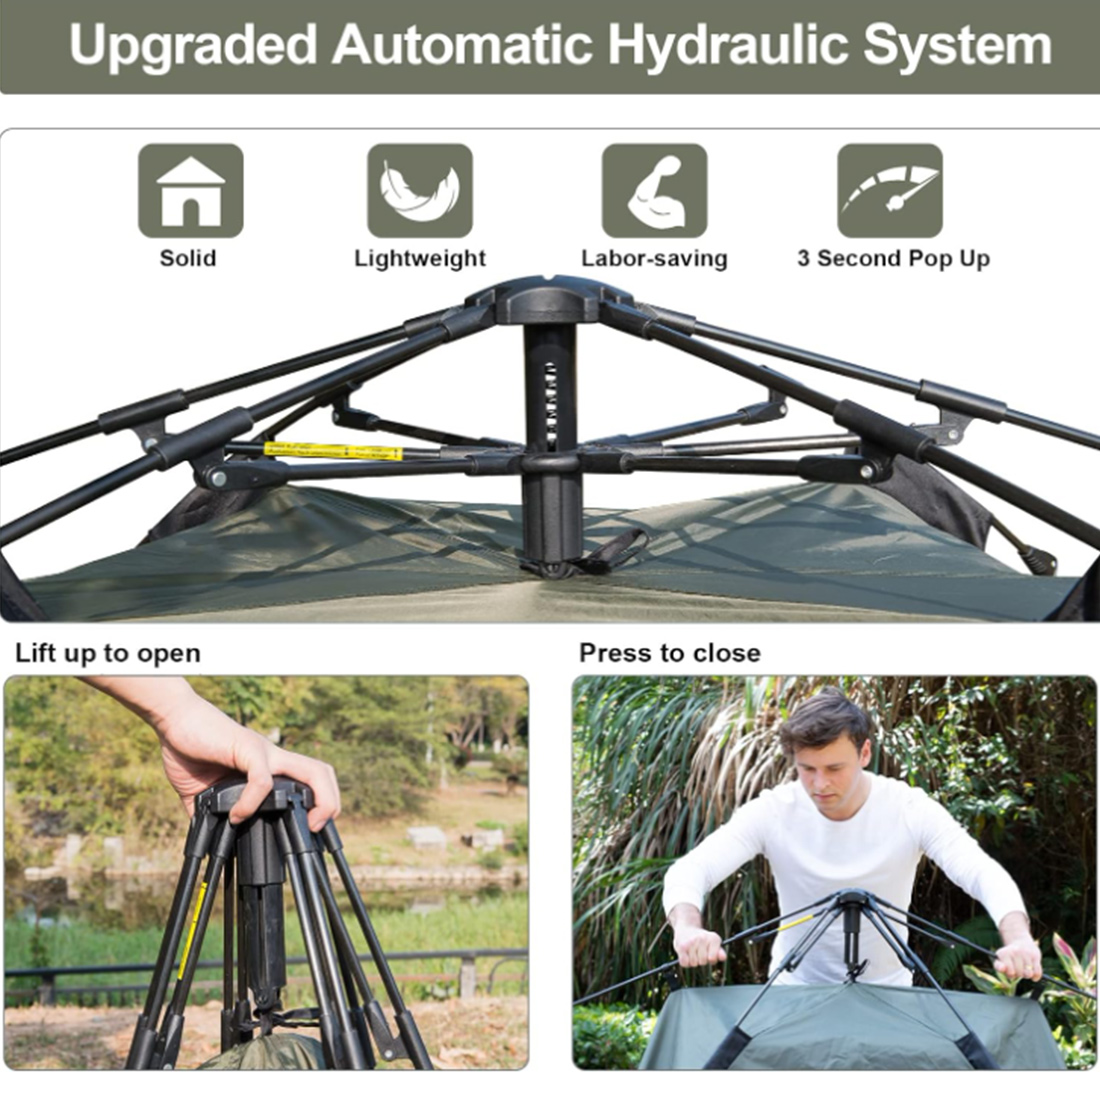 Upgraded Automatic Hydraulic System
Solid
Lightweight
Labor-saving
3 Second Pop Up
Lift up to open
Press to close